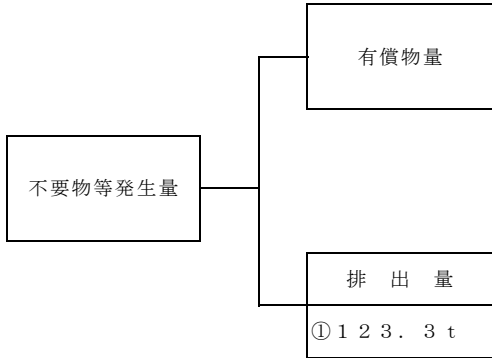 有償物量
不要物等発生量
排　出　量
①１２３．３ｔ